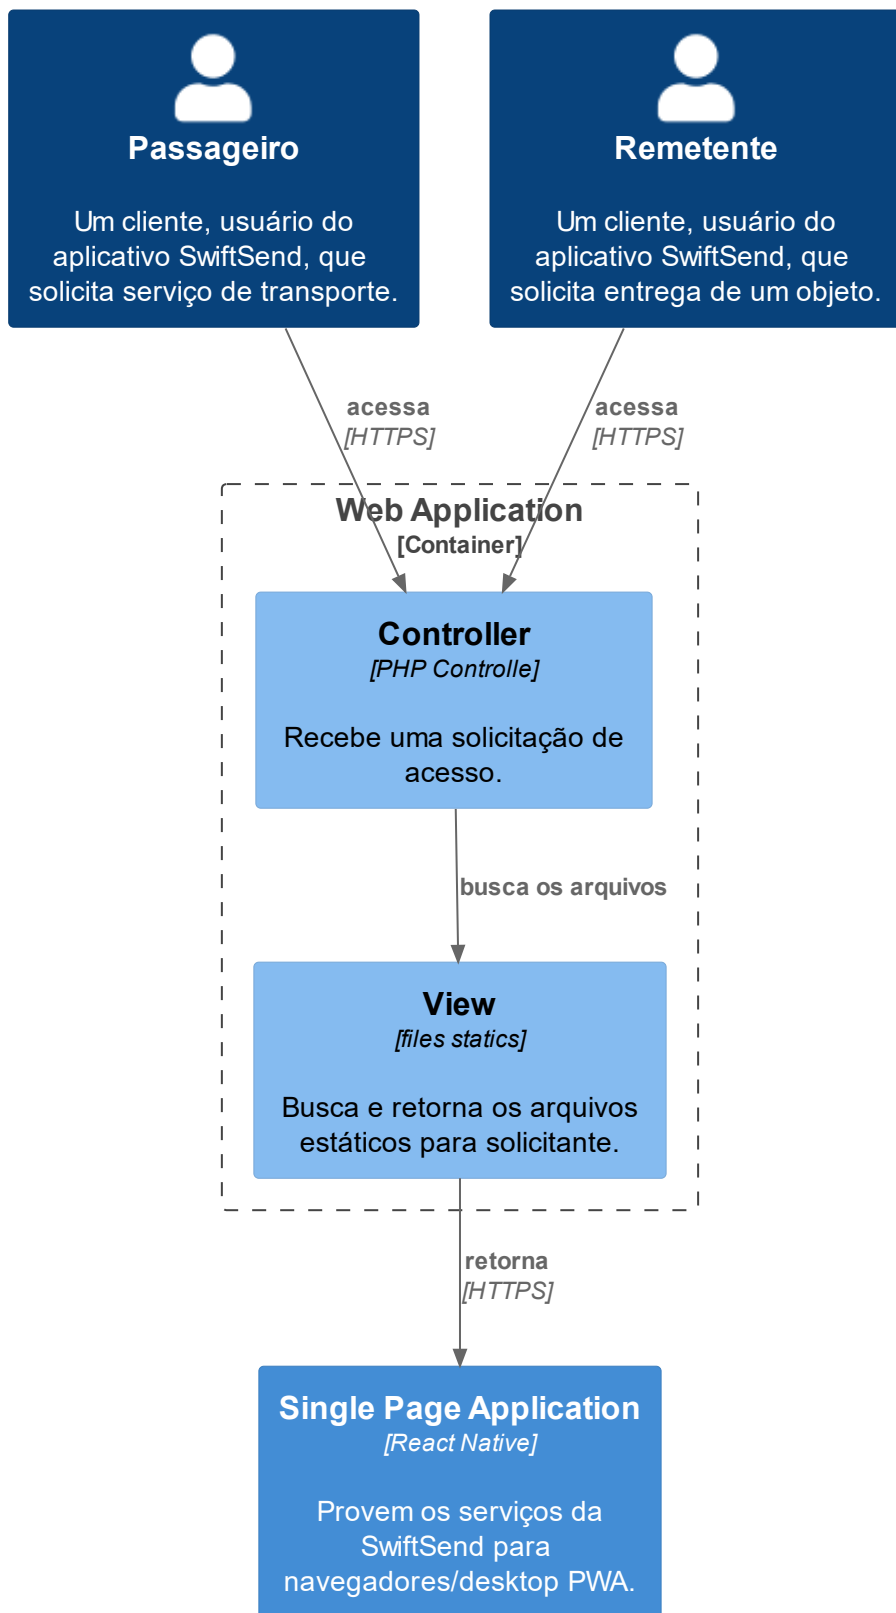 Passageiro
Um cliente, usuário do
aplicativo SwiftSend, que
solicita serviço de transporte.
Remetente
Um cliente, usuário do
aplicativo SwiftSend, que
solicita entrega de um objeto.
acessa
[HTTPS]
acessa
[HTTPS]
Web Application
[Container]
Controller
[PHP Controlle]
Recebe uma solicitação de
acesso.
busca os arquivos
View
[files statics]
Busca e retorna os arquivos
estáticos para solicitante.
retorna
[HTTPS]
Single Page Application
[React Native]
Provem os serviços da
SwiftSend para
navegadores/desktop PWA.